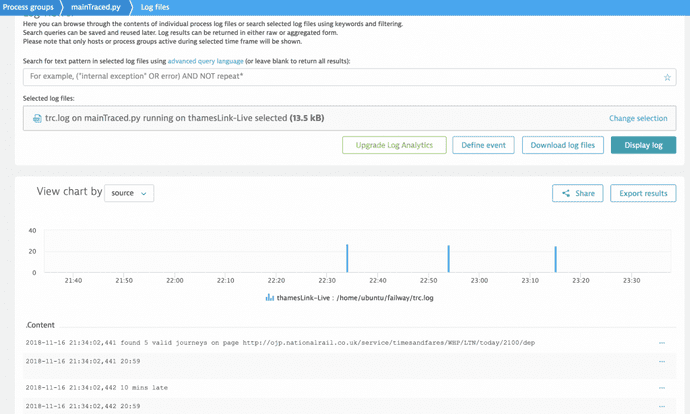 Process groups mainTraced.py Log files
Here you can browse through the contents of individual process log files or search selected log files using keywords and filtering.
Search queries can be saved and reused later. Log results can be returned in either raw or aggregated form.
Please note that only hosts or process groups active during selected time frame will be shown.
Search for text pattern in selected log files using advanced query language (or leave blank to return all results):
For example, ("internal exception" OR error) AND NOT repeat*
Selected log files:
trc.log on mainTraced.py running on thamesLink-Live selected (13.5 kB) Change selection
Upgrade Log Analytics Define event Download log files Display log
View chart by source Share Export results
40
20
0
21:40 21:50 22:00 22:10 22:20 22:30 22:40 22:50 23:00 23:10 23:20 23:30
thamesLink-Live : /home/ubuntu/failway/trc.log
.Content
2018-11-16 21:34:02,441 found 5 valid journeys on page http://ojp.nationalrail.co.uk/service/timesandfares/WHP/LTN/today/2100/dep
2018-11-16 21:34:02,441 20:59
2018-11-16 21:34:02,442 10 mins late
2018-11-16 21:34:02,442 20:59